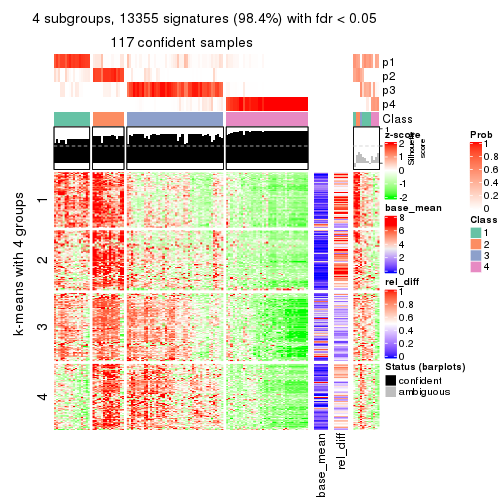 4 subgroups, 13355 signatures (98.4%) with fdr < 0.05
117 confident samples
p1
p2
p3
p4
Class
1
Silhouette
score
k-means with 4 groups
1
2
3
4
base_mean
rel_diff
z-score
2
1
0
-1
-2
base_mean
8
6
4
2
0
rel_diff
1
0.8
0.6
0.4
0.2
0
Status (barplots)
confident
ambiguous
Prob
1
0.8
0.6
0.4
0.2
0
Class
1
2
3
4